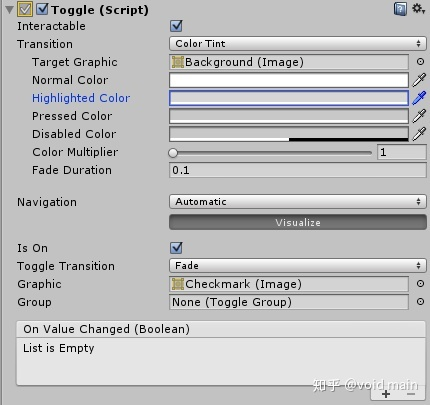 Toggle (Script)
Interactable
Transition Color Tint
Target Graphic Background (Image)
Normal Color
Highlighted Color
Pressed Color
Disabled Color
Color Multiplier 1
Fade Duration 0.1
Navigation Automatic
Visualize
Is On
Toggle Transition Fade
Graphic Checkmark (Image)
Group None (Toggle Group)
On Value Changed (Boolean)
List is Empty
知乎 @void main